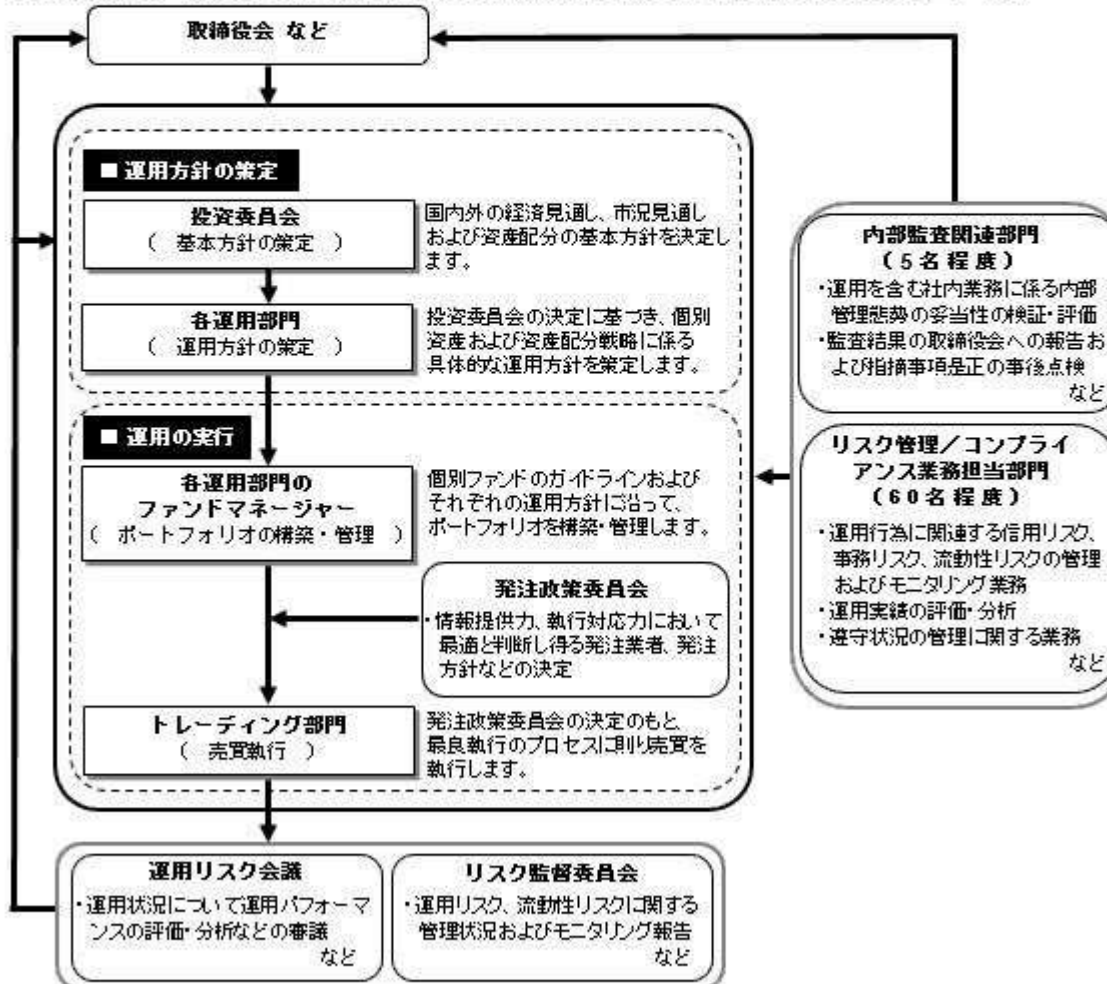 取締役会 など
■ 運用方針の策定
投資委員会
( 基本方針の策定 )
国内外の経済見通し、市況見通し
および資産配分の基本方針を決定し
ます。
各運用部門
( 運用方針の策定 )
投資委員会の決定に基づき、個別
資産および資産配分戦略に係る
具体的な運用方針を策定します。
■ 運用の実行
各運用部門の
ファンドマネージャー
( ポートフォリオの構築・管理 )
個別ファンドのガイドラインおよび
それぞれの運用方針に沿って、
ポートフォリオを構築・管理します。
発注政策委員会
・情報提供力、執行対応力において
最適と判断し得る発注業者、発注
方針などの決定
トレーディング部門
( 売買執行 )
発注政策委員会の決定のもと、
最良執行のプロセスに則り売買を
執行します。
運用リスク会議
・運用状況について運用パフォーマ
ンスの評価・分析などの審議
など
リスク監督委員会
・運用リスク、流動性リスクに関する
管理状況およびモニタリング報告
など
内部監査関連部門
(5名程度)
・運用を含む社内業務に係る内部
管理態勢の妥当性の検証・評価
・監査結果の取締役会への報告お
よび指摘事項是正の事後点検
など
リスク管理/コンプライ
アンス業務担当部門
(60名程度)
・運用行為に関連する信用リスク、
事務リスク、流動性リスクの管理
およびモニタリング業務
・運用実績の評価・分析
・遵守状況の管理に関する業務
など